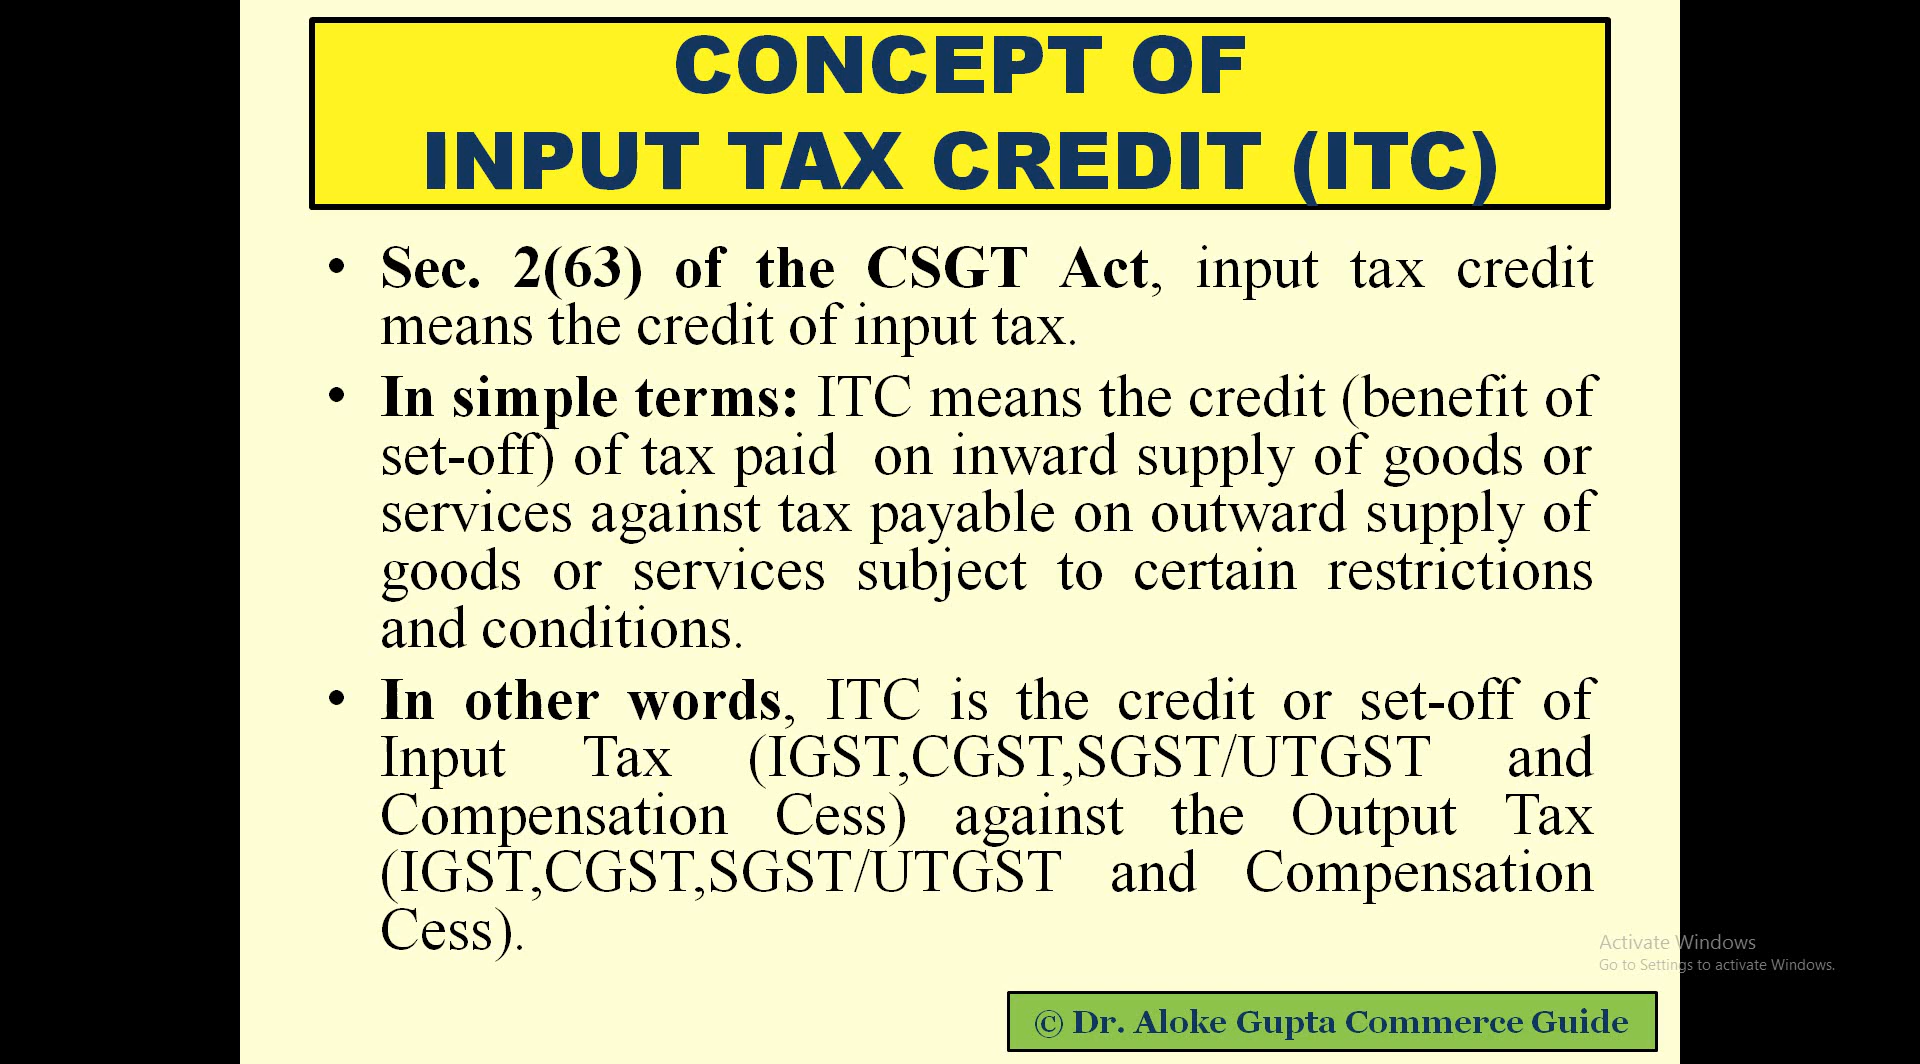 CONCEPT OF
INPUT TAX CREDIT (ITC)
• Sec. 2(63) of the CSGT Act, input tax credit
means the credit of input tax.
• In simple terms: ITC means the credit (benefit of
set-off) of tax paid on inward supply of goods or
services against tax payable on outward supply of
goods or services subject to certain restrictions
and conditions.
• In other words, ITC is the credit or set-off of
Input Tax (IGST,CGST,SGST/UTGST and
Compensation Cess) against the Output Tax
(IGST,CGST,SGST/UTGST and Compensation
Cess).
Activate Windows
Go to Settings to activate Windows.
© Dr. Aloke Gupta Commerce Guide